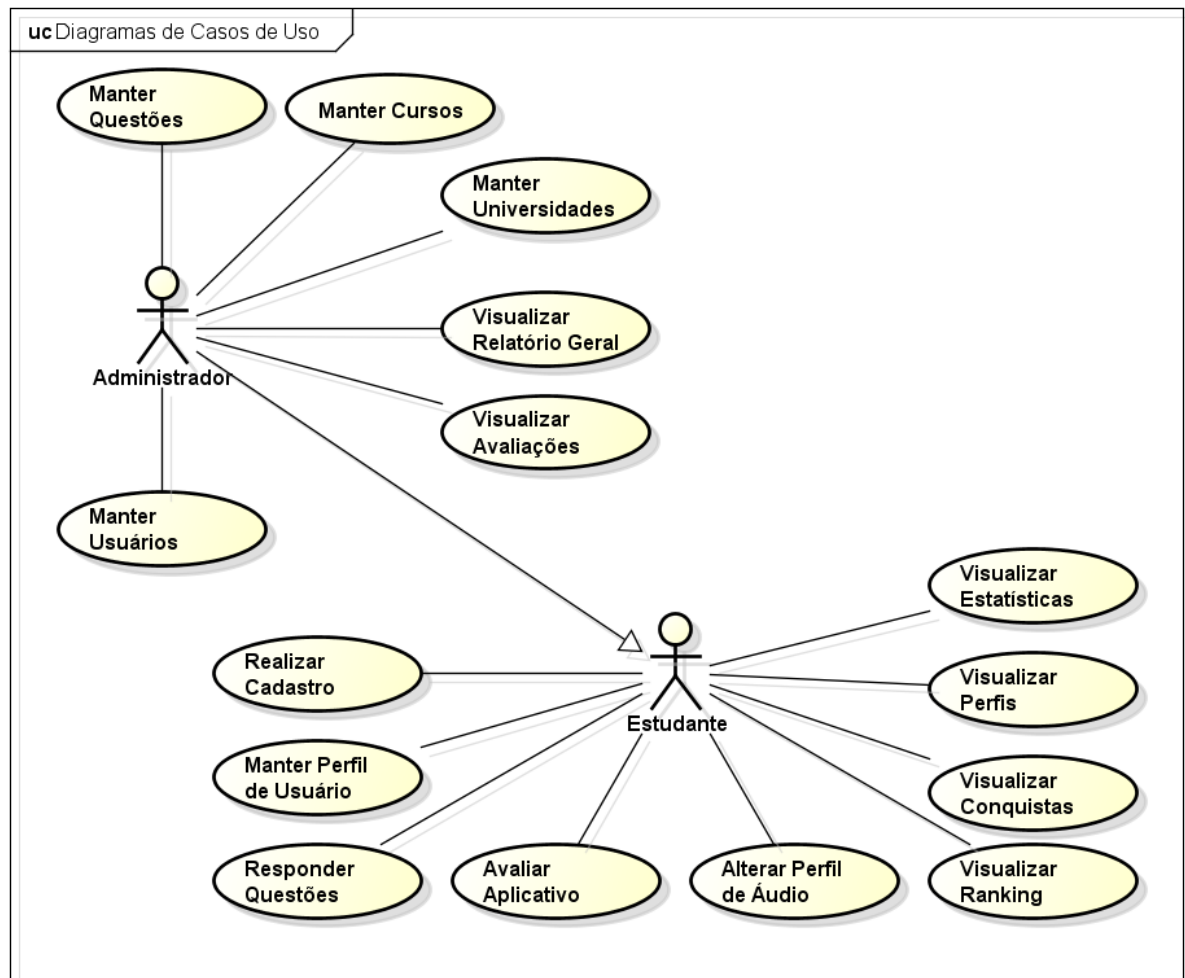 uc Diagramas de Casos de Uso
Manter
Questões
Manter Cursos
Manter
Universidades
Visualizar
Relatório Geral
Administrador
Visualizar
Avaliações
Manter
Usuários
Visualizar
Estatísticas
Realizar
Cadastro
Estudante
Visualizar
Perfis
Manter Perfil
de Usuário
Visualizar
Conquistas
Responder
Questões
Avaliar
Aplicativo
Alterar Perfil
de Áudio
Visualizar
Ranking